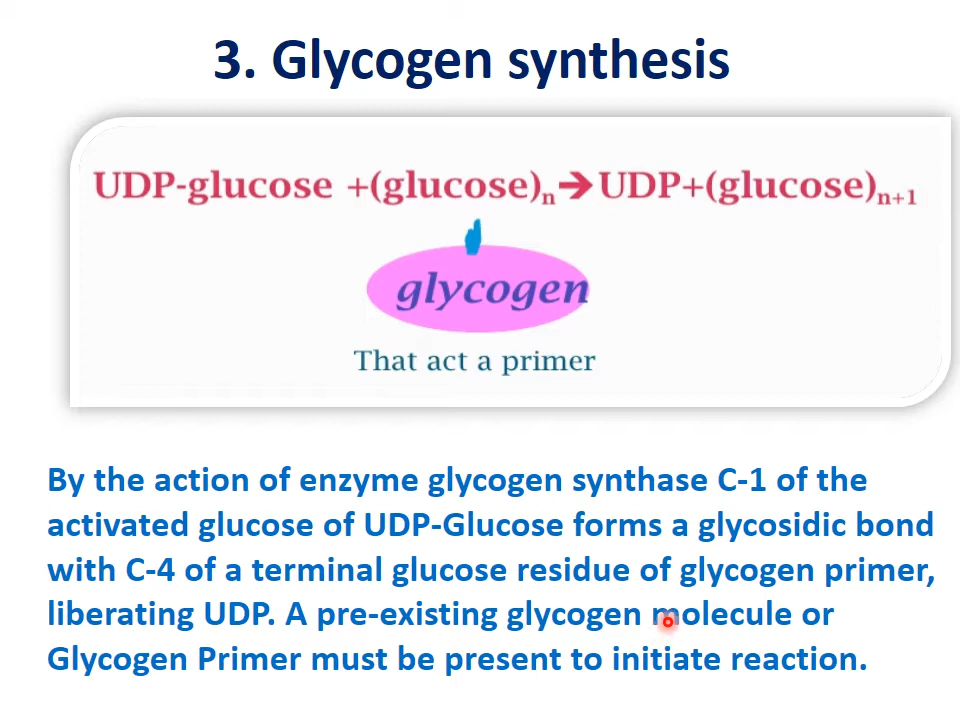 3. Glycogen synthesis
UDP-glucose +(glucose)n➔UDP+(glucose)n+1
glycogen
That act a primer
By the action of enzyme glycogen synthase C-1 of the
activated glucose of UDP-Glucose forms a glycosidic bond
with C-4 of a terminal glucose residue of glycogen primer,
liberating UDP. A pre-existing glycogen molecule or
Glycogen Primer must be present to initiate reaction.